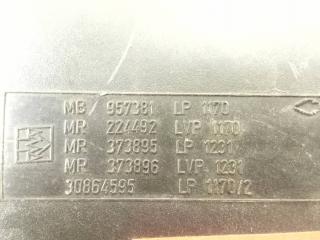 MB/ 957381 LP 1170
MR 224492 LVP 1170
MR 373895 LP 1231
MR 373896 LVP 1231
30864595 LP 1170/2